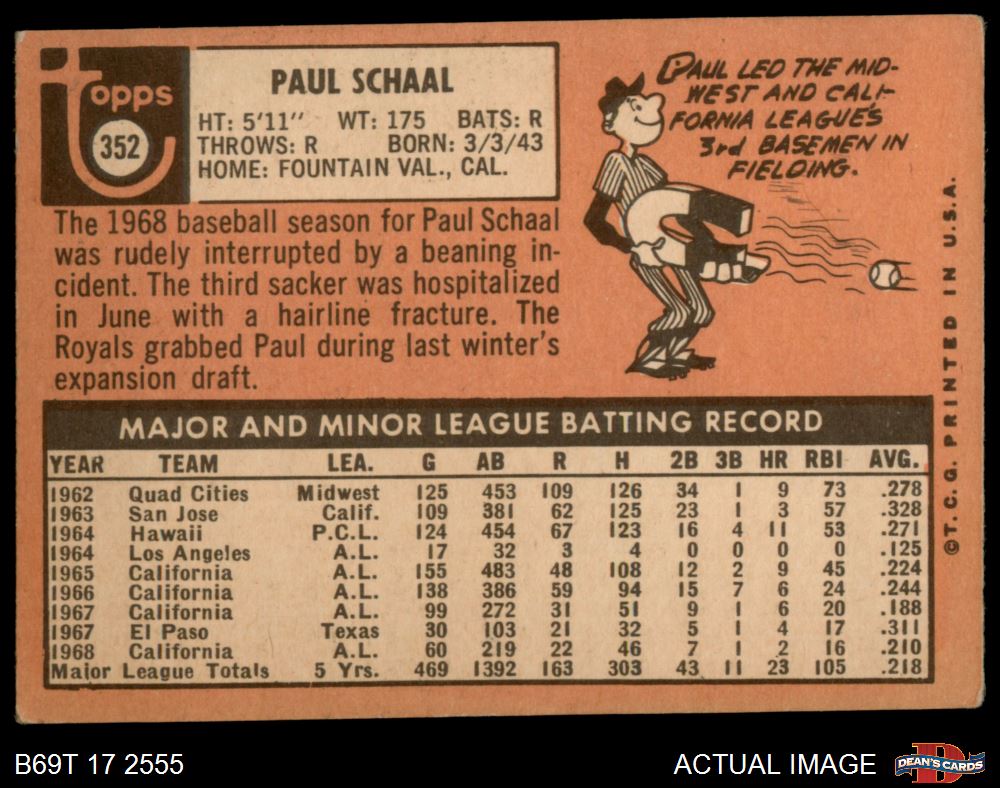 Topps
352
PAUL SCHAAL
HT: 5'11" WT: 175 BATS: R
THROWS: R BORN: 3/3/43
HOME: FOUNTAIN VAL., CAL.
PAUL LED THE MID-
WEST AND CALI-
FORNIA LEAGUE'S
3rd BASEMEN IN
FIELDING.
The 1968 baseball season for Paul Schaal
was rudely interrupted by a beaning in-
cident. The third sacker was hospitalized
in June with a hairline fracture. The
Royals grabbed Paul during last winter's
expansion draft.
©T.C.G. PRINTED IN U.S.A.
MAJOR AND MINOR LEAGUE BATTING RECORD
YEAR TEAM LEA. G AB R H 2B 3B HR RBI AVG.
1962 Quad Cities Midwest 125 453 109 126 34 1 9 73 .278
1963 San Jose Calif. 109 381 62 125 23 1 3 57 .328
1964 Hawaii P.C.L. 124 454 67 123 16 4 11 53 .271
1964 Los Angeles A.L. 17 32 3 4 0 0 0 0 .125
1965 California A.L. 155 483 48 108 12 2 9 45 .224
1966 California A.L. 138 386 59 94 15 7 6 24 .244
1967 California A.L. 99 272 31 51 9 1 6 20 .188
1967 El Paso Texas 30 103 21 32 5 1 4 17 .311
1968 California A.L. 60 219 22 46 7 1 2 16 .210
Major League Totals 5 Yrs. 469 1392 163 303 43 11 23 105 .218
B69T 17 2555
ACTUAL IMAGE
DEAN'S CARDS